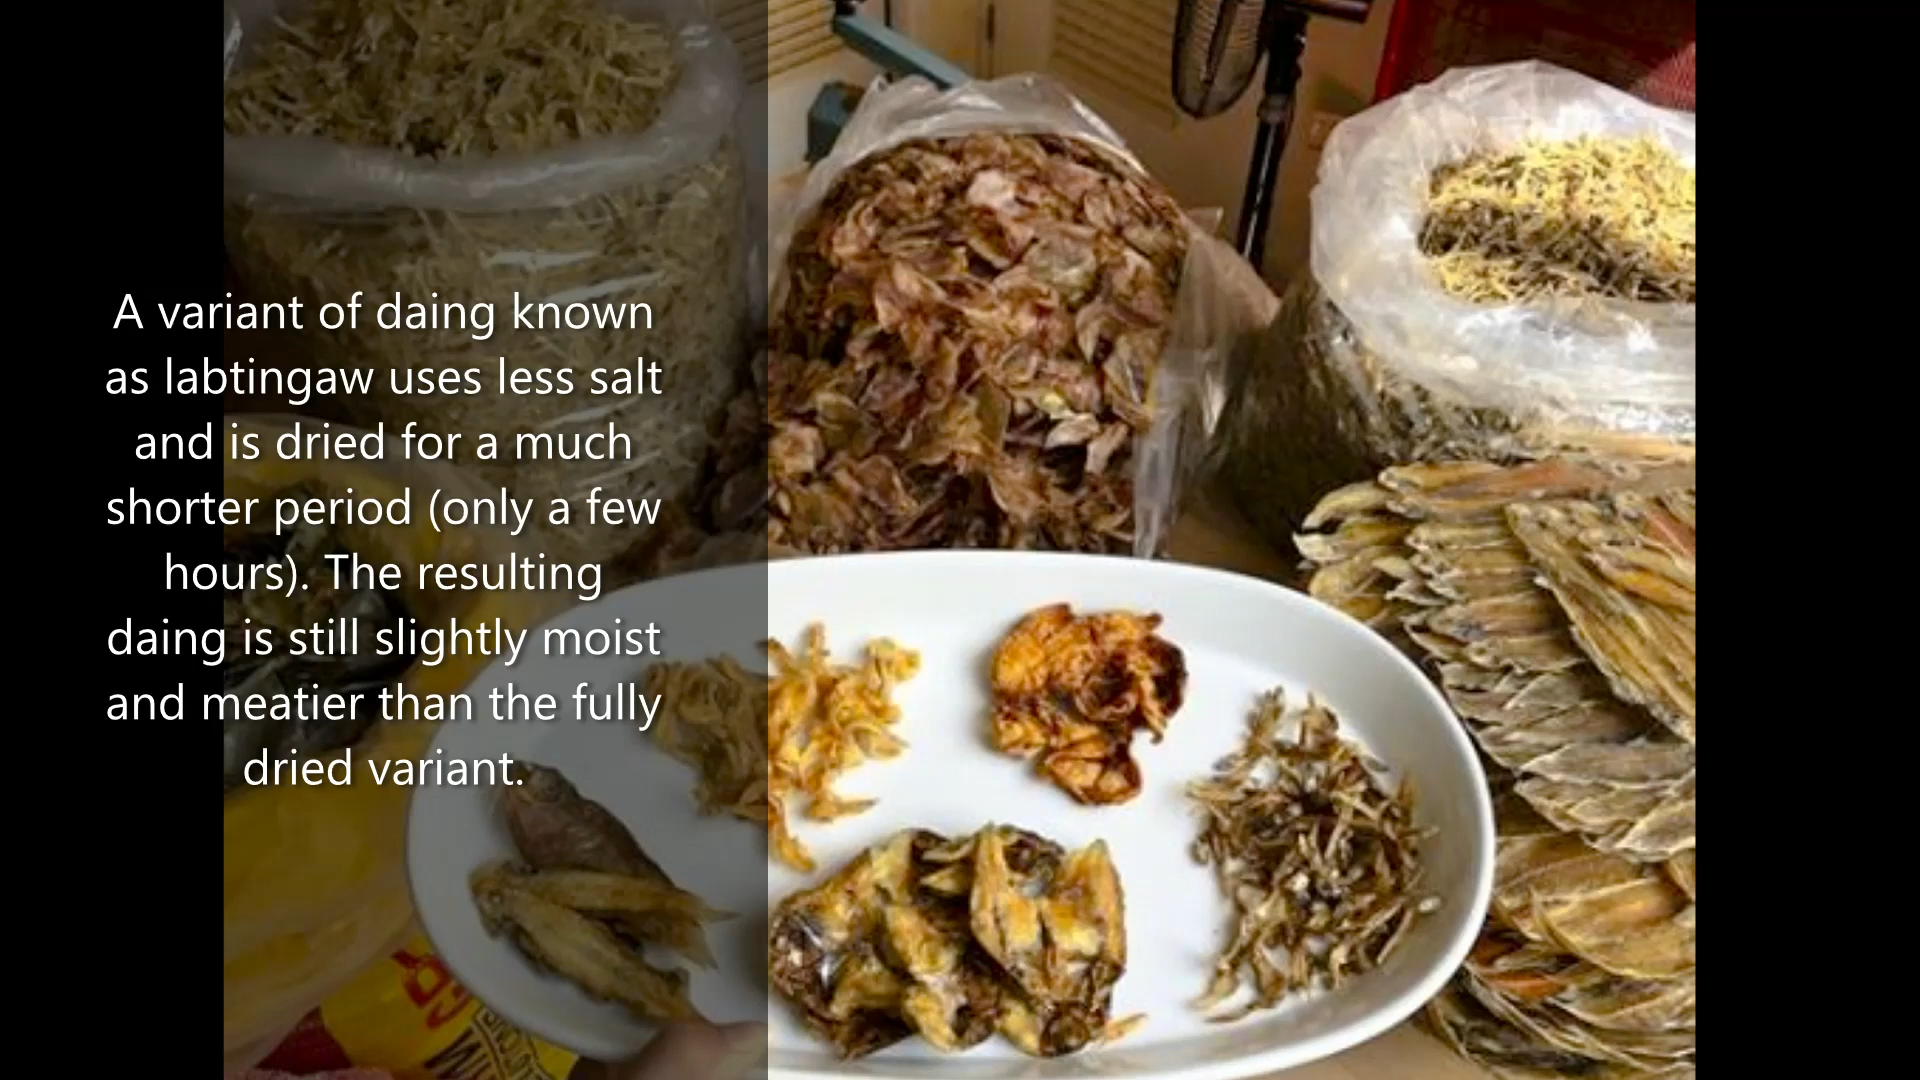 A variant of daing known
as labtingaw uses less salt
and is dried for a much
shorter period (only a few
hours). The resulting
daing is still slightly moist
and meatier than the fully
dried variant.